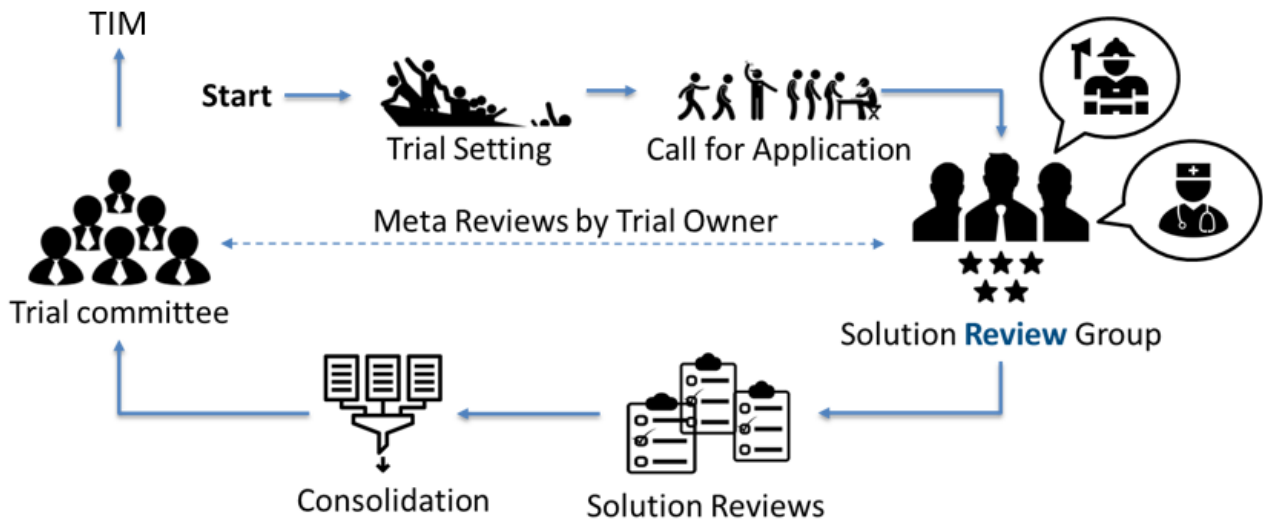 TIM
Start
Trial Setting
Call for Application
Meta Reviews by Trial Owner
Trial committee
Solution Review Group
Consolidation
Solution Reviews